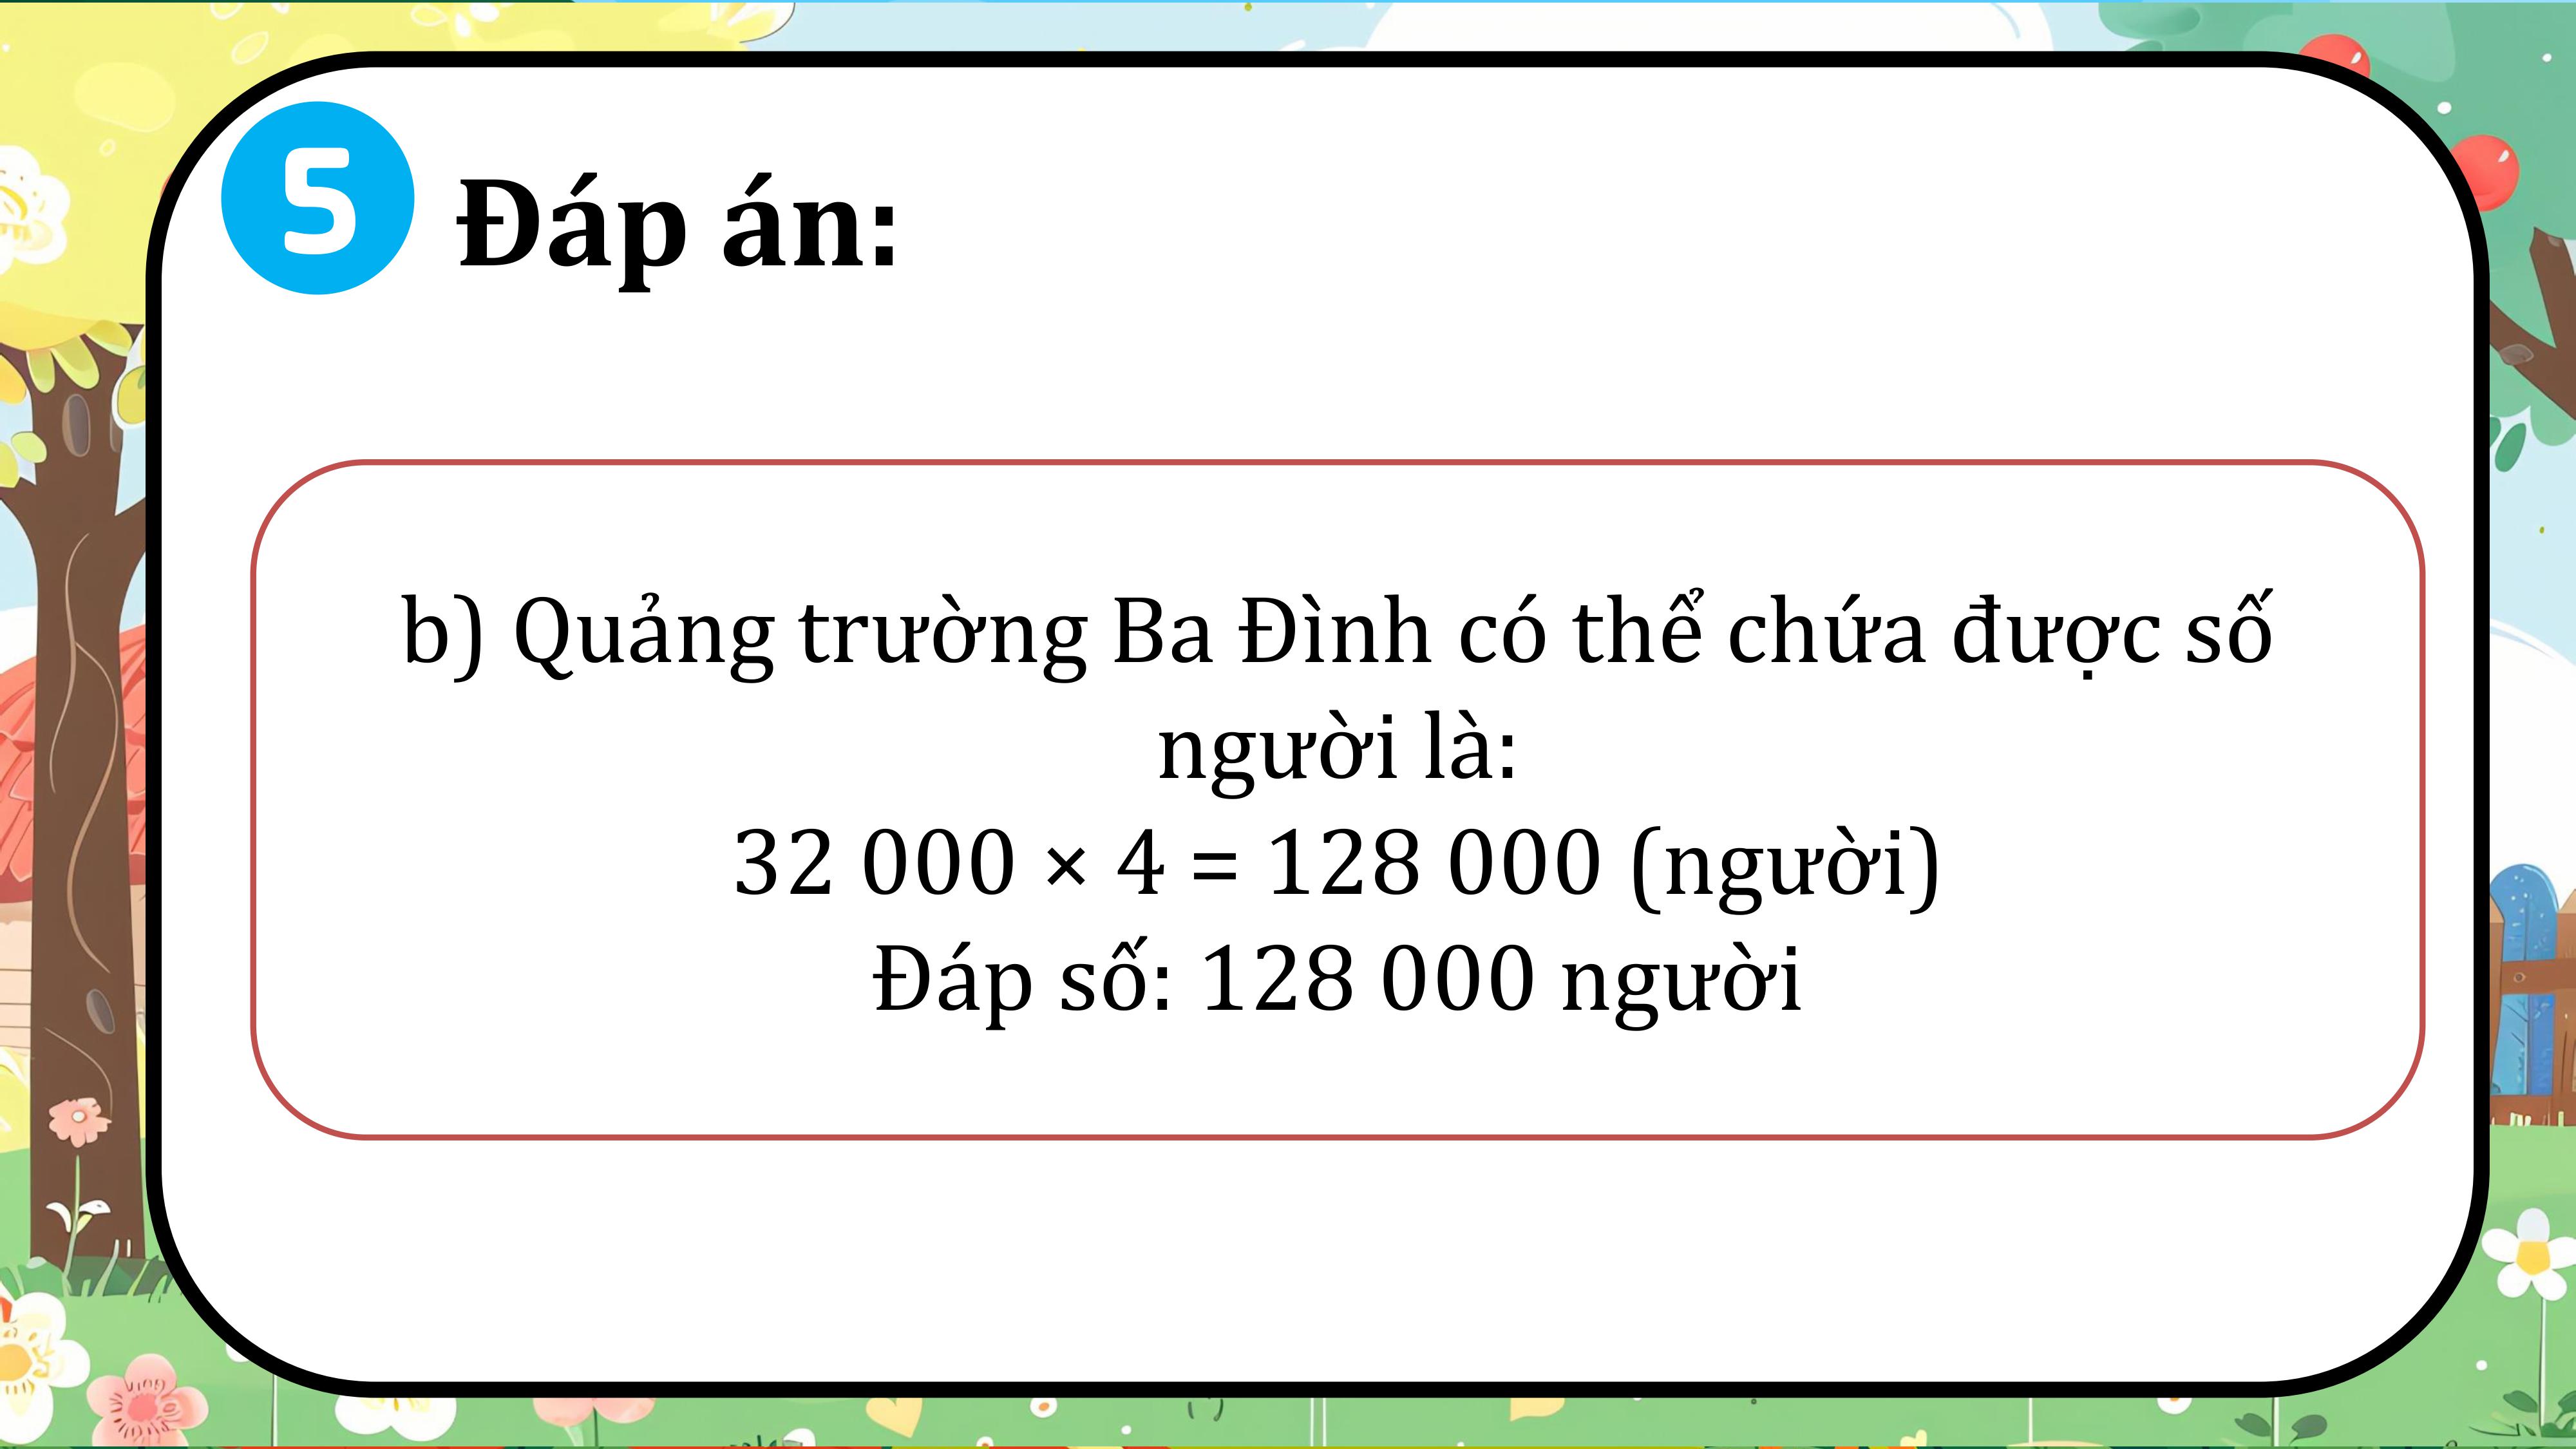 5
Đáp án:
b) Quảng trường Ba Đình có thể chứa được số
người là:
32 000 × 4 = 128 000 (người)
Đáp số: 128 000 người